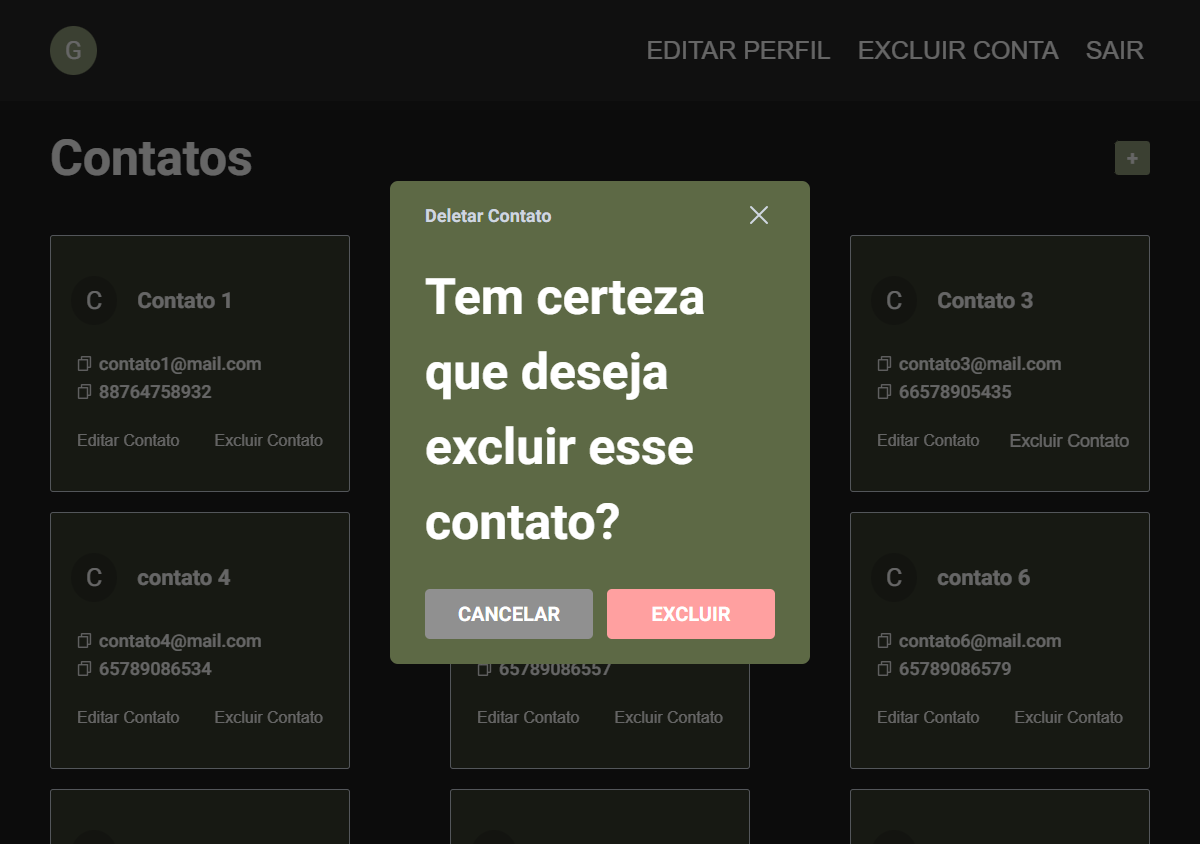 G
EDITAR PERFIL EXCLUIR CONTA SAIR
Contatos
+
Deletar Contato
Tem certeza
que deseja
excluir esse
contato?
CANCELAR EXCLUIR
C Contato 1
contato1@mail.com
88764758932
Editar Contato Excluir Contato
C Contato 3
contato3@mail.com
66578905435
Editar Contato Excluir Contato
C contato 4
contato4@mail.com
65789086534
Editar Contato Excluir Contato
65789086557
Editar Contato Excluir Contato
C contato 6
contato6@mail.com
65789086579
Editar Contato Excluir Contato